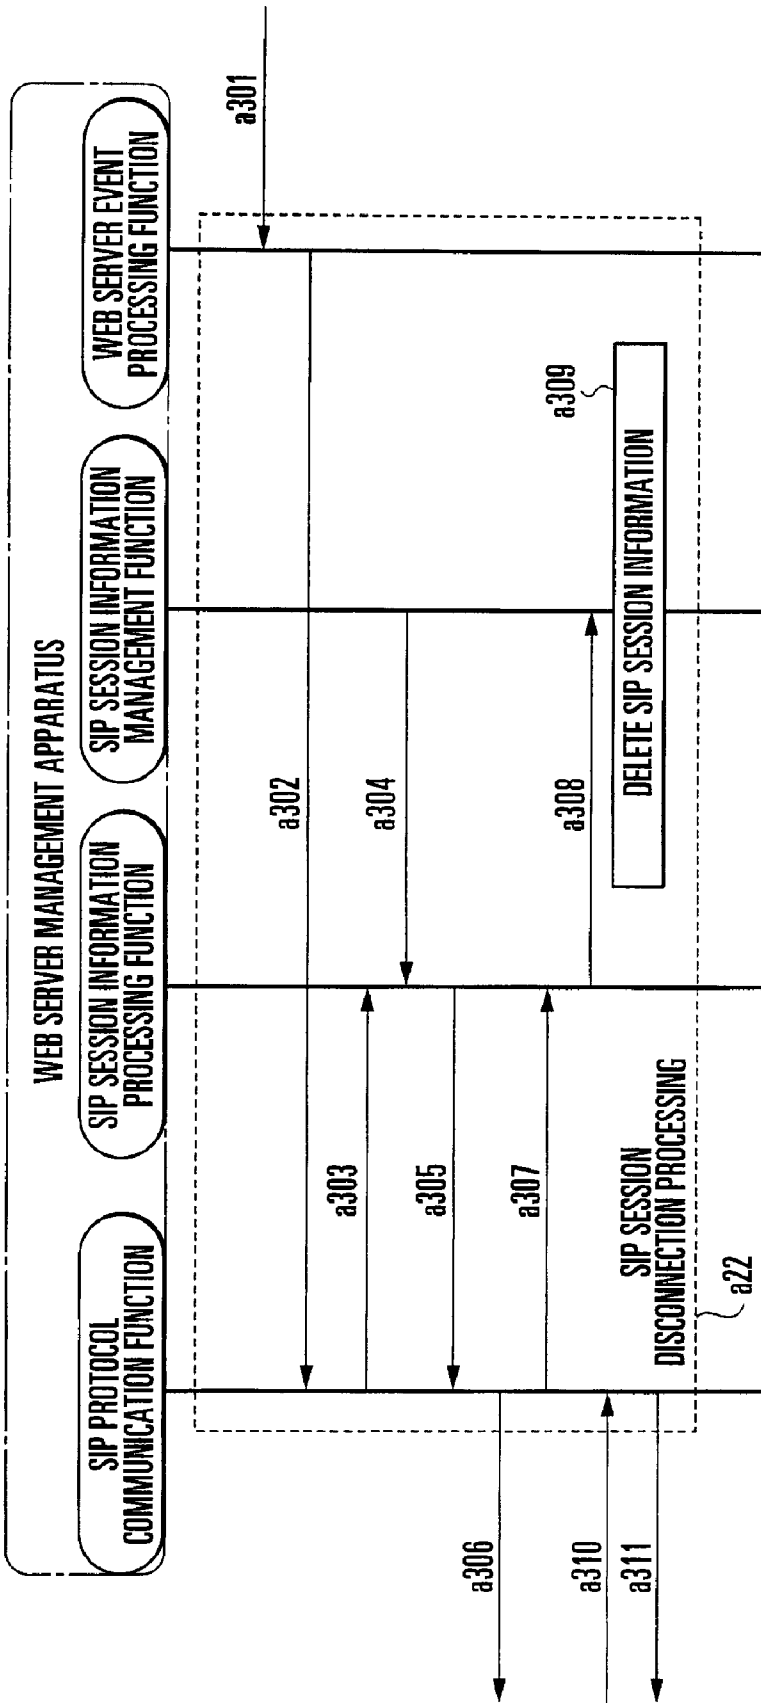 WEB SERVER MANAGEMENT APPARATUS
SIP PROTOCOL
COMMUNICATION FUNCTION
SIP SESSION INFORMATION
PROCESSING FUNCTION
SIP SESSION INFORMATION
MANAGEMENT FUNCTION
WEB SERVER EVENT
PROCESSING FUNCTION
a301
a302
a303
a304
a305
a306
a307
a308
a309
DELETE SIP SESSION INFORMATION
a310
a311
SIP SESSION
DISCONNECTION PROCESSING
a22